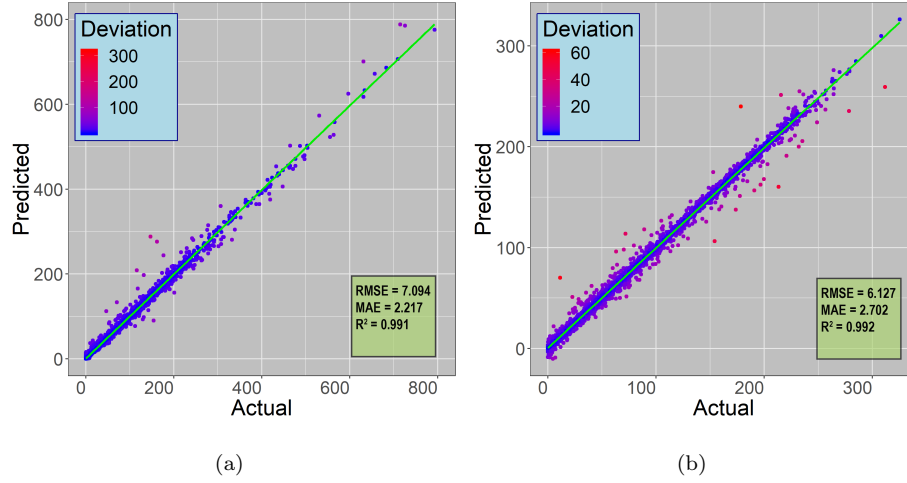 800
600
400
200
0
0
200
400
600
800
Predicted
Actual
Deviation
300
200
100
RMSE = 7.094
MAE = 2.217
R² = 0.991
(a)
300
200
100
0
0
100
200
300
Predicted
Actual
Deviation
60
40
20
RMSE = 6.127
MAE = 2.702
R² = 0.992
(b)